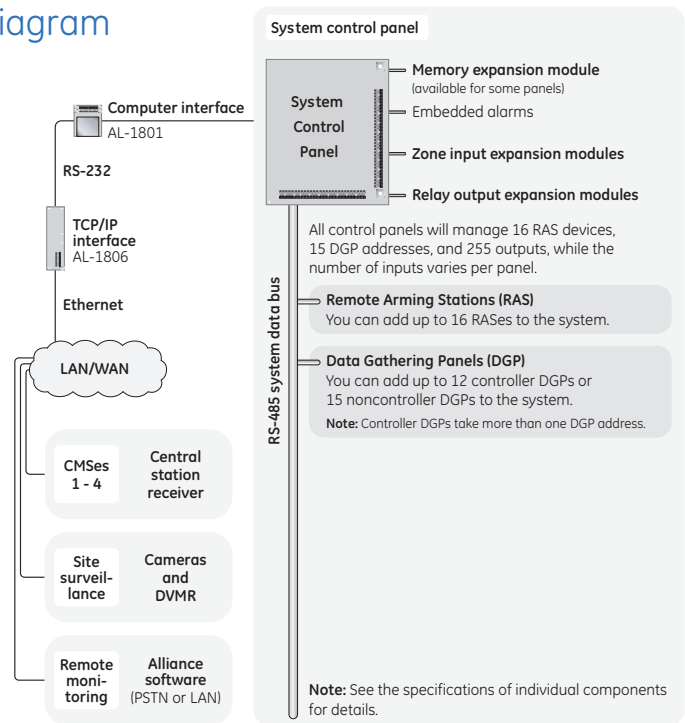 iagram
System control panel
System
Control
Panel
Memory expansion module
(available for some panels)
Embedded alarms
Zone input expansion modules
Relay output expansion modules
Computer interface
AL-1801
RS-232
TCP/IP
interface
AL-1806
Ethernet
LAN/WAN
CMSes
1 - 4
Central
station
receiver
Site
surveil-
lance
Cameras
and
DVMR
Remote
moni-
toring
Alliance
software
(PSTN or LAN)
RS-485 system data bus
All control panels will manage 16 RAS devices,
15 DGP addresses, and 255 outputs, while the
number of inputs varies per panel.
Remote Arming Stations (RAS)
You can add up to 16 RASes to the system.
Data Gathering Panels (DGP)
You can add up to 12 controller DGPs or
15 noncontroller DGPs to the system.
Note: Controller DGPs take more than one DGP address.
Note: See the specifications of individual components
for details.